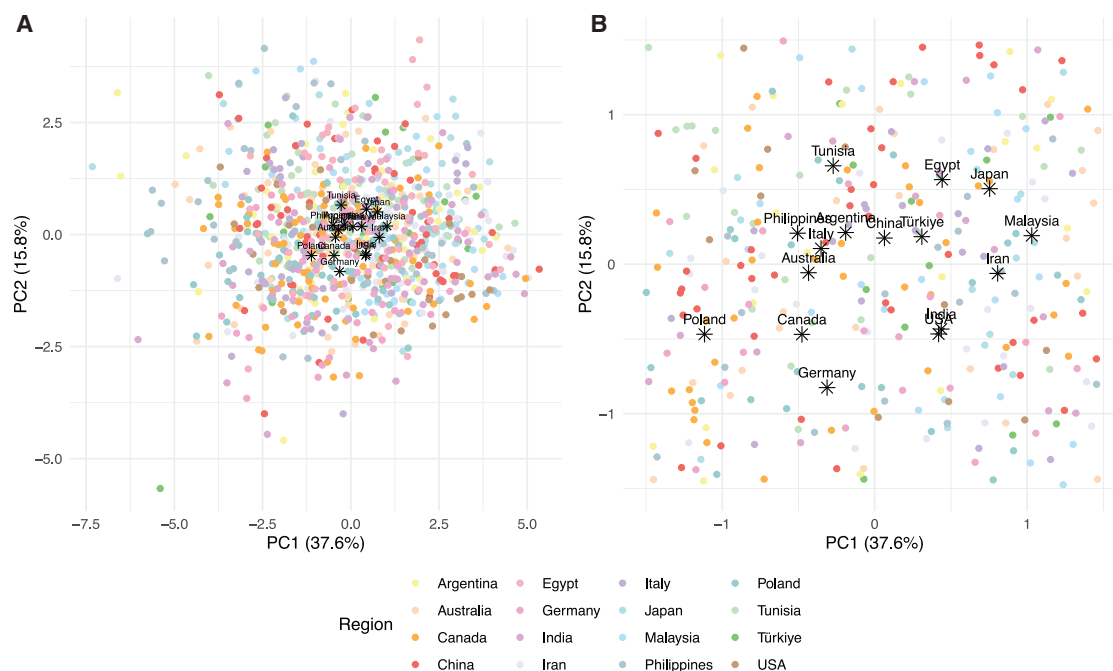 A
PC2 (15.8%)
2.5
0.0
−2.5
−5.0
Tunisia
Egypt
Malaysia
Iran
Poland
Canada
USA
Germany
−7.5
−5.0
−2.5
0.0
2.5
5.0
PC1 (37.6%)
B
PC2 (15.8%)
1
0
−1
Tunisia
Egypt
Japan
Philippines
Argentina
China
Türkiye
Malaysia
Italy
Australia
Iran
India
USA
Poland
Canada
Germany
−1
0
1
PC1 (37.6%)
Region
Argentina Egypt Italy Poland
Australia Germany Japan Tunisia
Canada India Malaysia Türkiye
China Iran Philippines USA